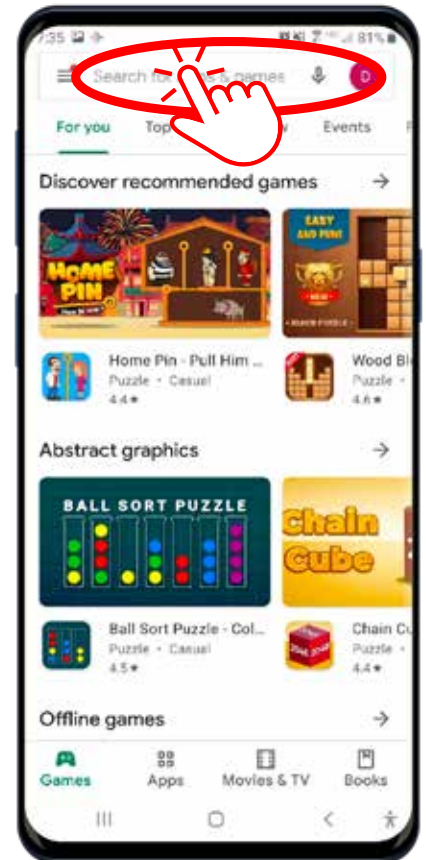 7:35 81%
Search for apps & games D
For you Top Events
Discover recommended games
HOME
PIN
EASY
AND FUN!
NEW
Home Pin - Pull Him ...
Puzzle • Casual
4.4★
Wood Bl
Puzzle •
4.6★
Abstract graphics
BALL SORT PUZZLE
Chain
Cube
Ball Sort Puzzle - Col...
Puzzle • Casual
4.5★
Chain Cu
Puzzle •
4.4★
Offline games
Games Apps Movies & TV Books